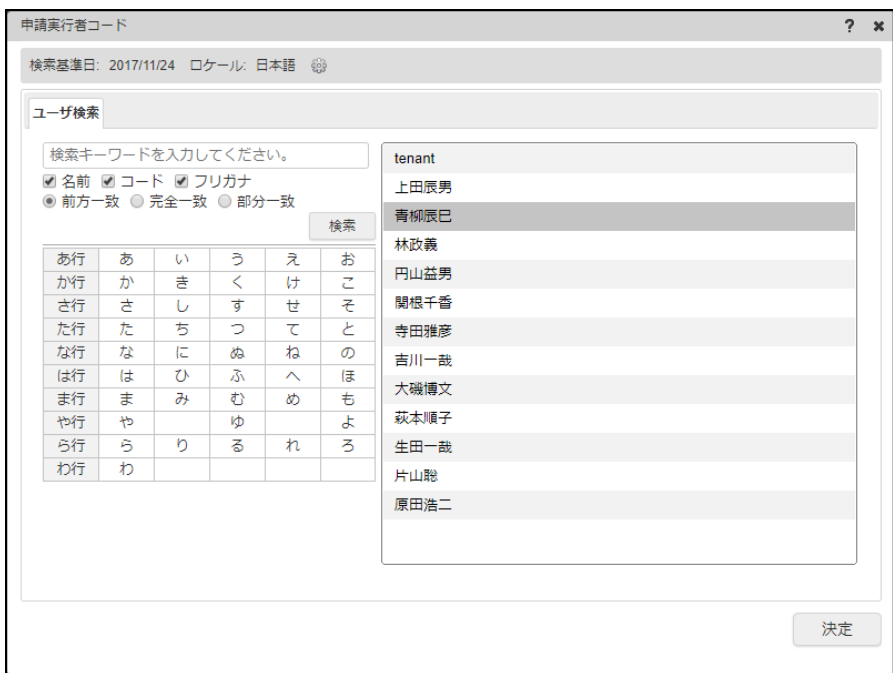 申請実行者コード ? ×
検索基準日: 2017/11/24 ロケール: 日本語
ユーザ検索
検索キーワードを入力してください。
名前 コード フリガナ
前方一致 完全一致 部分一致
検索
あ行 あ い う え お
か行 か き く け こ
さ行 さ し す せ そ
た行 た ち つ て と
な行 な に ぬ ね の
は行 は ひ ふ へ ほ
ま行 ま み む め も
や行 や ゆ よ
ら行 ら り る れ ろ
わ行 わ
tenant
上田辰男
青柳辰巳
林政義
円山益男
関根千香
寺田雅彦
吉川一哉
大磯博文
萩本順子
生田一哉
片山聡
原田浩二
決定